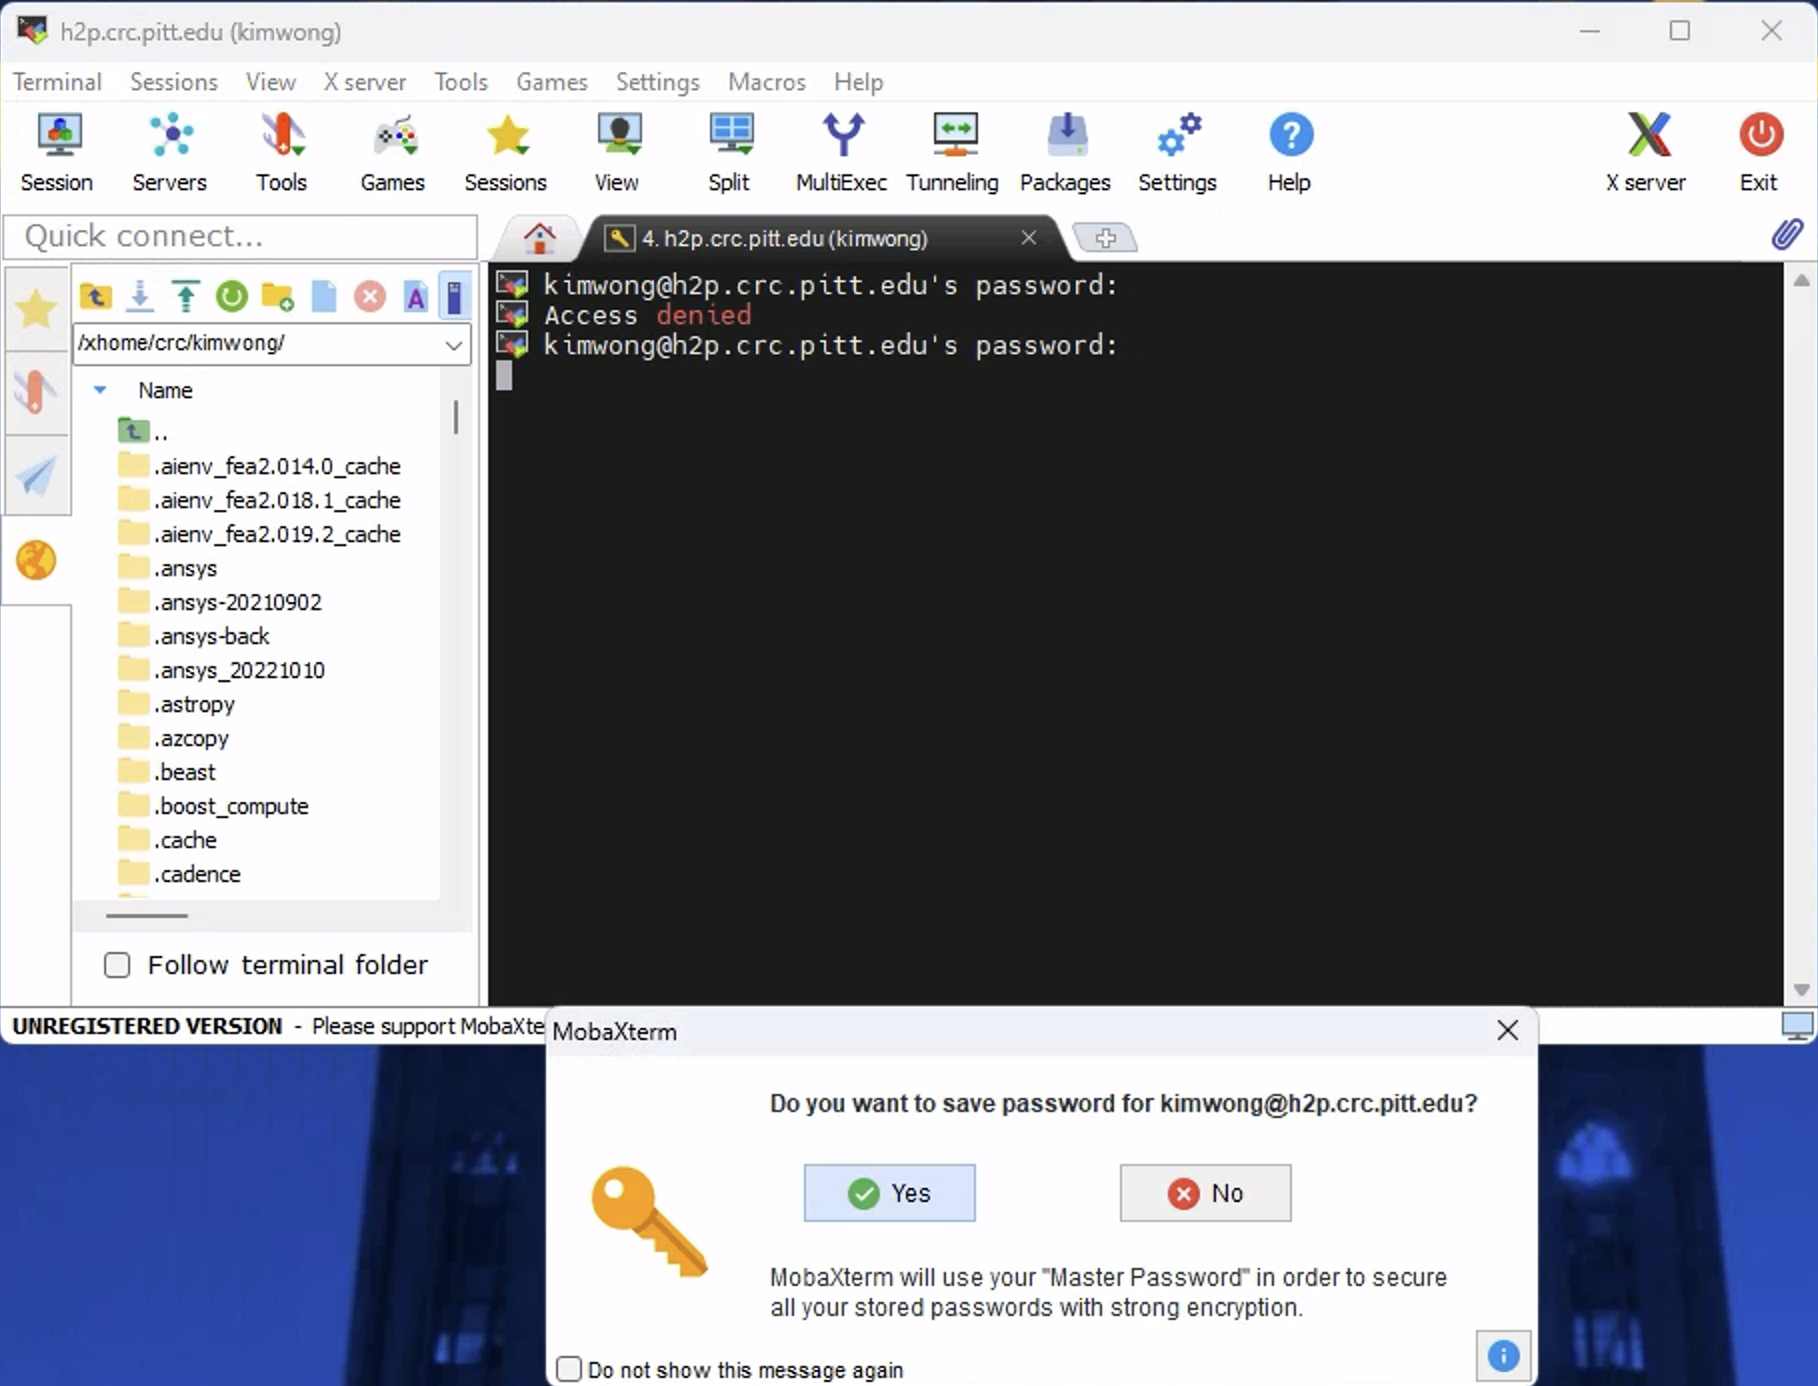 h2p.crc.pitt.edu (kimwong)
Terminal Sessions View X server Tools Games Settings Macros Help
Session Servers Tools Games Sessions View Split MultiExec Tunneling Packages Settings Help X server Exit
Quick connect...
4. h2p.crc.pitt.edu (kimwong)
/xhome/crc/kimwong/
Name
..
.aienv_fea2.014.0_cache
.aienv_fea2.018.1_cache
.aienv_fea2.019.2_cache
.ansys
.ansys-20210902
.ansys-back
.ansys_20221010
.astropy
.azcopy
.beast
.boost_compute
.cache
.cadence
Follow terminal folder
kimwong@h2p.crc.pitt.edu's password:
Access denied
kimwong@h2p.crc.pitt.edu's password:
UNREGISTERED VERSION - Please support MobaXte
MobaXterm
Do you want to save password for kimwong@h2p.crc.pitt.edu?
Yes No
MobaXterm will use your "Master Password" in order to secure
all your stored passwords with strong encryption.
Do not show this message again